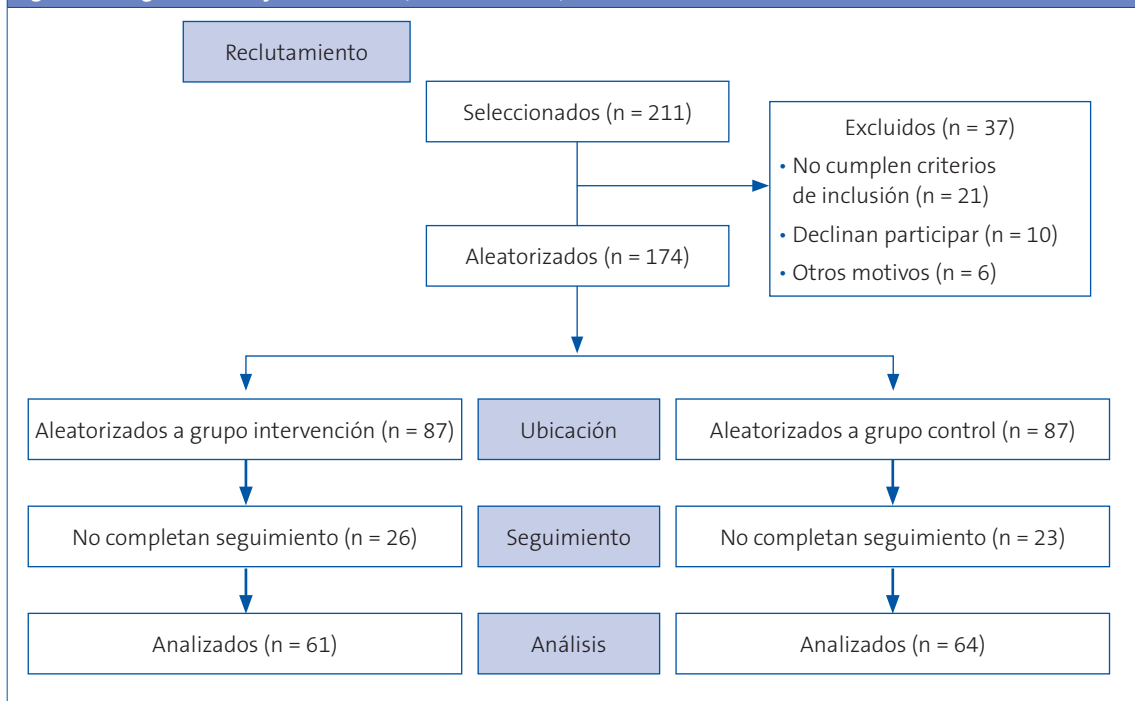 Reclutamiento
Seleccionados (n = 211)
Excluidos (n = 37)
• No cumplen criterios
de inclusión (n = 21)
• Declinan participar (n = 10)
• Otros motivos (n = 6)
Aleatorizados (n = 174)
Aleatorizados a grupo intervención (n = 87)
Ubicación
Aleatorizados a grupo control (n = 87)
No completan seguimiento (n = 26)
Seguimiento
No completan seguimiento (n = 23)
Analizados (n = 61)
Análisis
Analizados (n = 64)